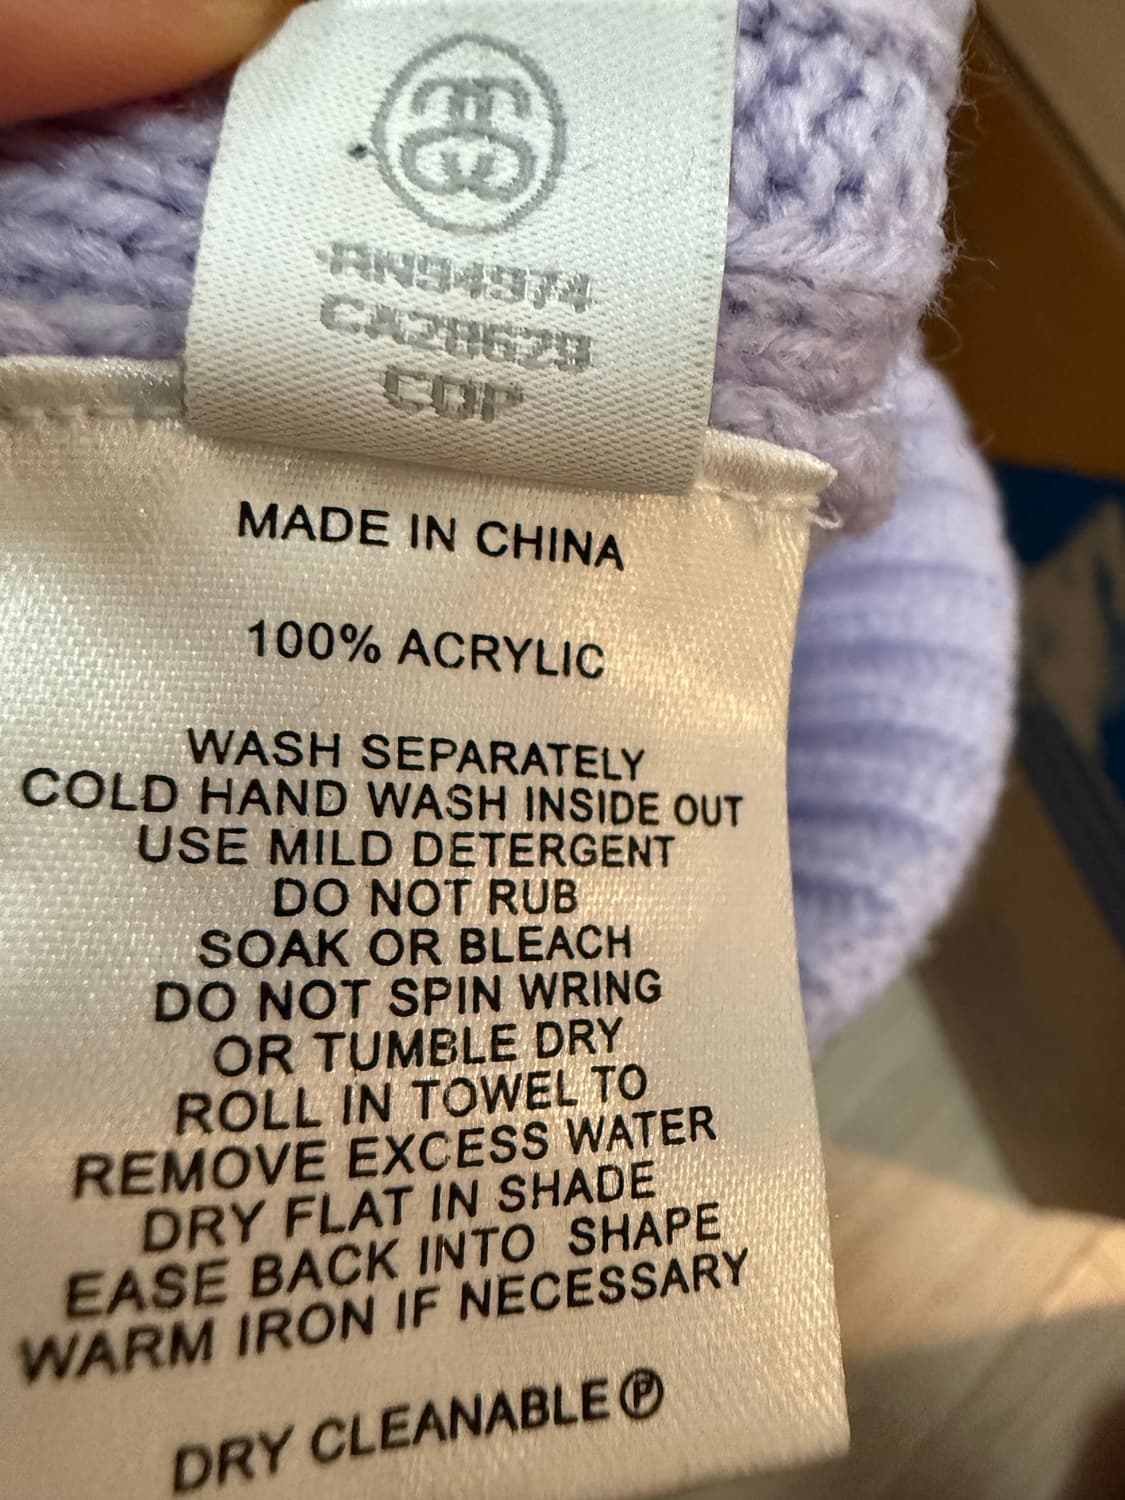 RN94974
CA28629
COP
MADE IN CHINA
100% ACRYLIC
WASH SEPARATELY
COLD HAND WASH INSIDE OUT
USE MILD DETERGENT
DO NOT RUB
SOAK OR BLEACH
DO NOT SPIN WRING
OR TUMBLE DRY
ROLL IN TOWEL TO
REMOVE EXCESS WATER
DRY FLAT IN SHADE
EASE BACK INTO SHAPE
WARM IRON IF NECESSARY
DRY CLEANABLE Ⓟ